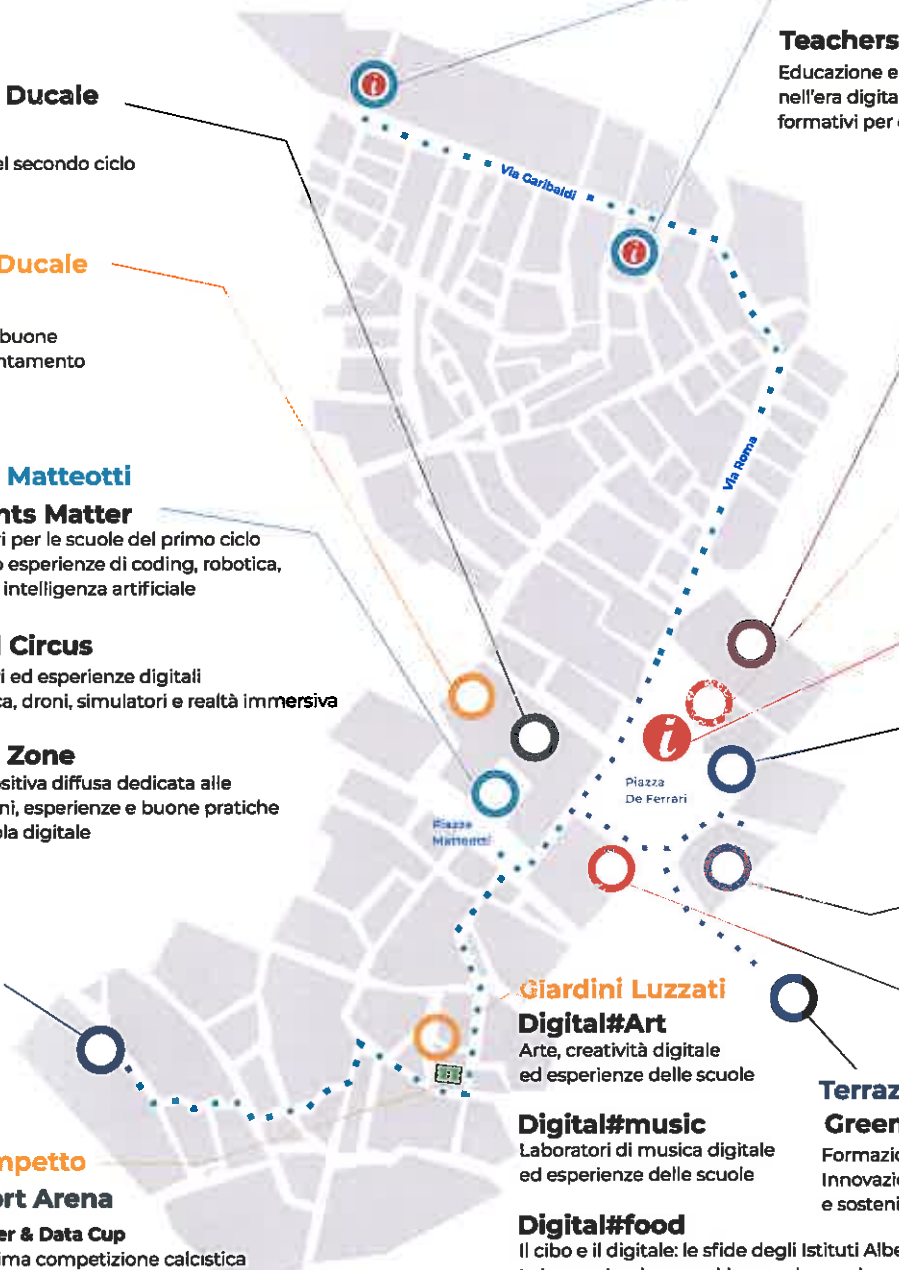 Teachers
Educazione e
nell'era digita
formativi per
Ducale
el secondo ciclo
Via Garibaldi
Ducale
buone
ntamento
Via Roma
Matteotti
nts Matter
ri per le scuole del primo ciclo
o esperienze di coding, robotica,
intelligenza artificiale
Circus
ri ed esperienze digitali
ca, droni, simulatori e realtà immersiva
Zone
ositiva diffusa dedicata alle
ni, esperienze e buone pratiche
ola digitale
Piazza
De Ferrari
Piazza
Matteotti
Giardini Luzzati
Digital#Art
Arte, creatività digitale
ed esperienze delle scuole
Digital#music
Laboratori di musica digitale
ed esperienze delle scuole
Digital#food
Il cibo e il digitale: le sfide degli Istituti Albe
Terraz
Green
Formazio
Innovazio
e sosteni
mpetto
ort Arena
er & Data Cup
ima competizione calcistica